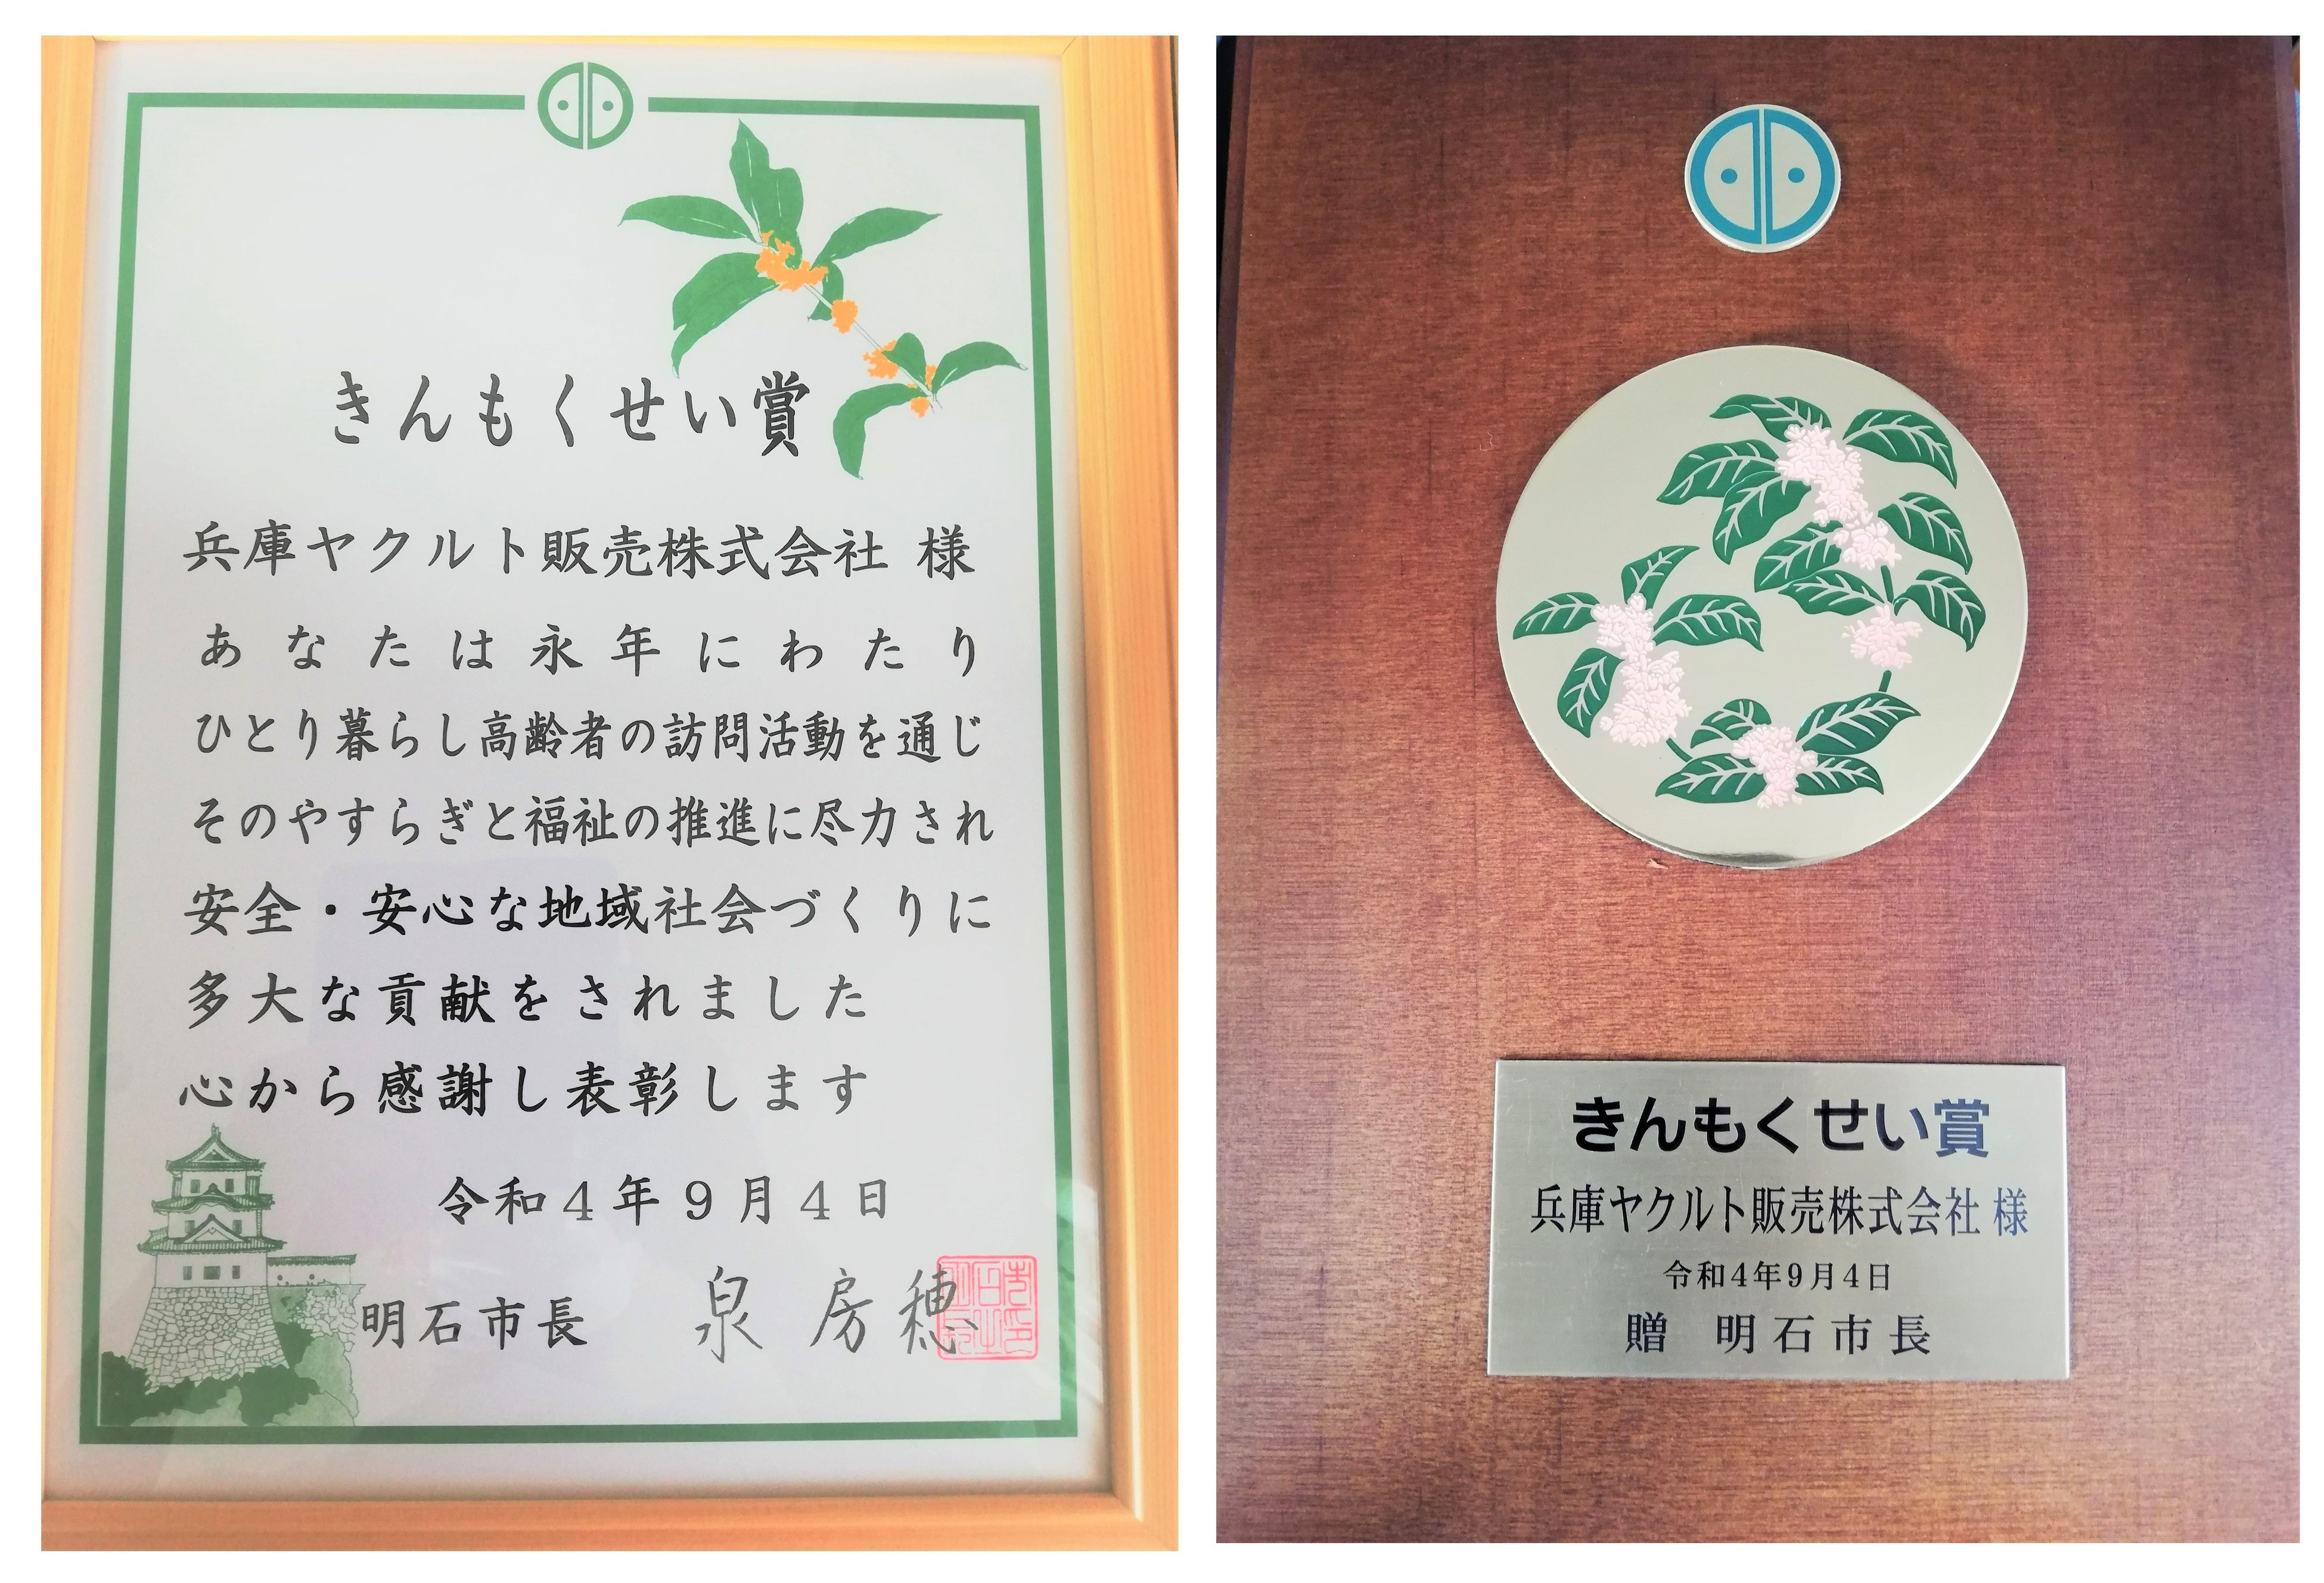 きんもくせい賞
兵庫ヤクルト販売株式会社 様
あなたは永年にわたり
ひとり暮らし高齢者の訪問活動を通じ
そのやすらぎと福祉の推進に尽力され
安全・安心な地域社会づくりに
多大な貢献をされました
心から感謝し表彰します
令和4年9月4日
明石市長 泉 房穂
きんもくせい賞
兵庫ヤクルト販売株式会社 様
令和4年9月4日
贈 明石市長